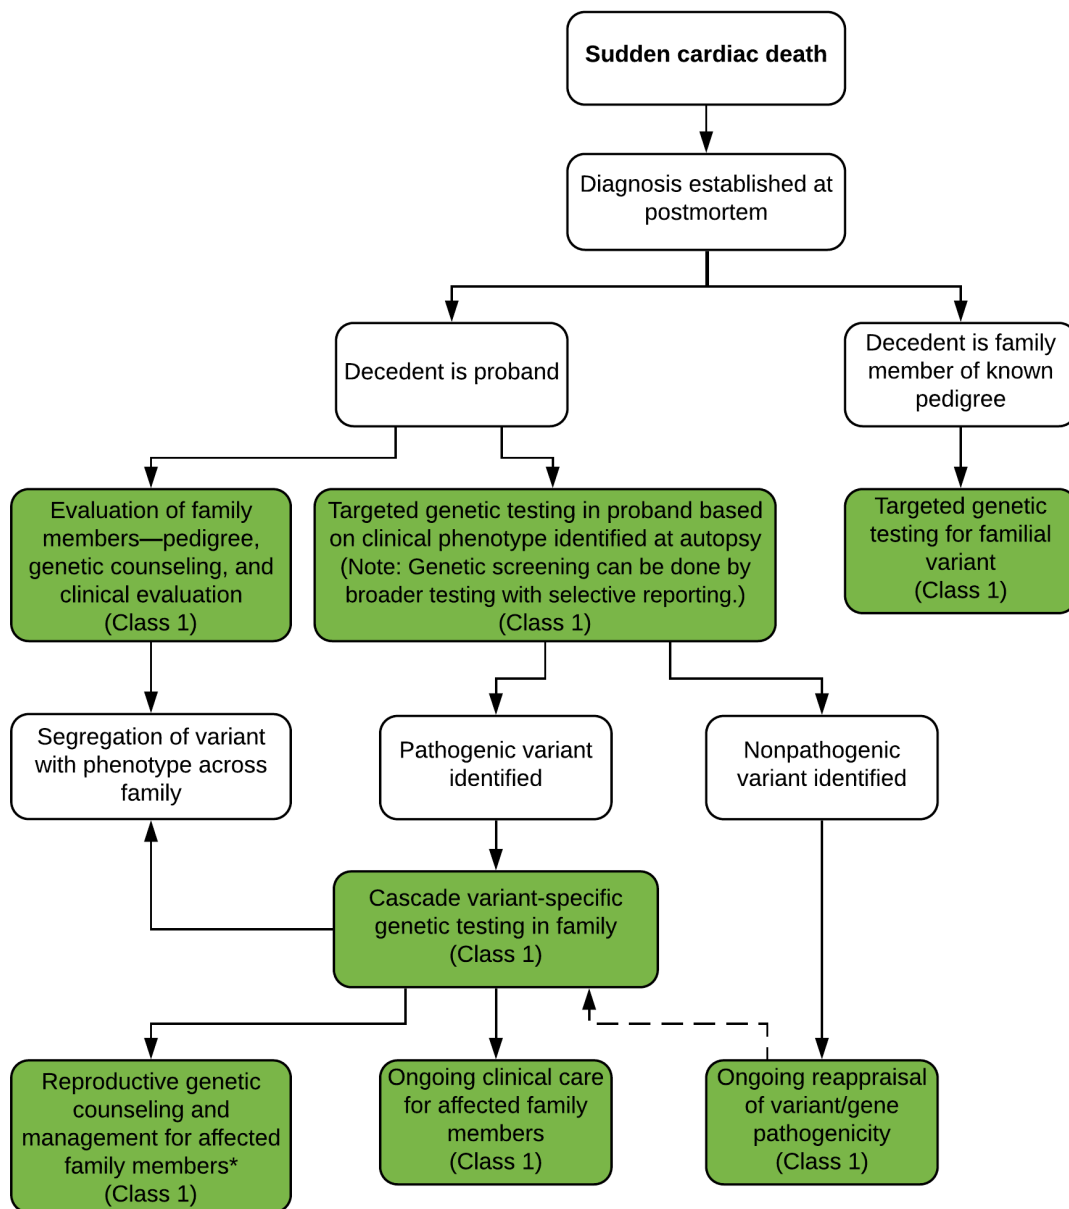 Sudden cardiac death
Diagnosis established at
postmortem
Decedent is proband
Decedent is family
member of known
pedigree
Evaluation of family
members—pedigree,
genetic counseling, and
clinical evaluation
(Class 1)
Targeted genetic testing in proband based
on clinical phenotype identified at autopsy
(Note: Genetic screening can be done by
broader testing with selective reporting.)
(Class 1)
Targeted genetic
testing for familial
variant
(Class 1)
Segregation of variant
with phenotype across
family
Pathogenic variant
identified
Nonpathogenic
variant identified
Cascade variant-specific
genetic testing in family
(Class 1)
Reproductive genetic
counseling and
management for affected
family members*
(Class 1)
Ongoing clinical care
for affected family
members
(Class 1)
Ongoing reappraisal
of variant/gene
pathogenicity
(Class 1)